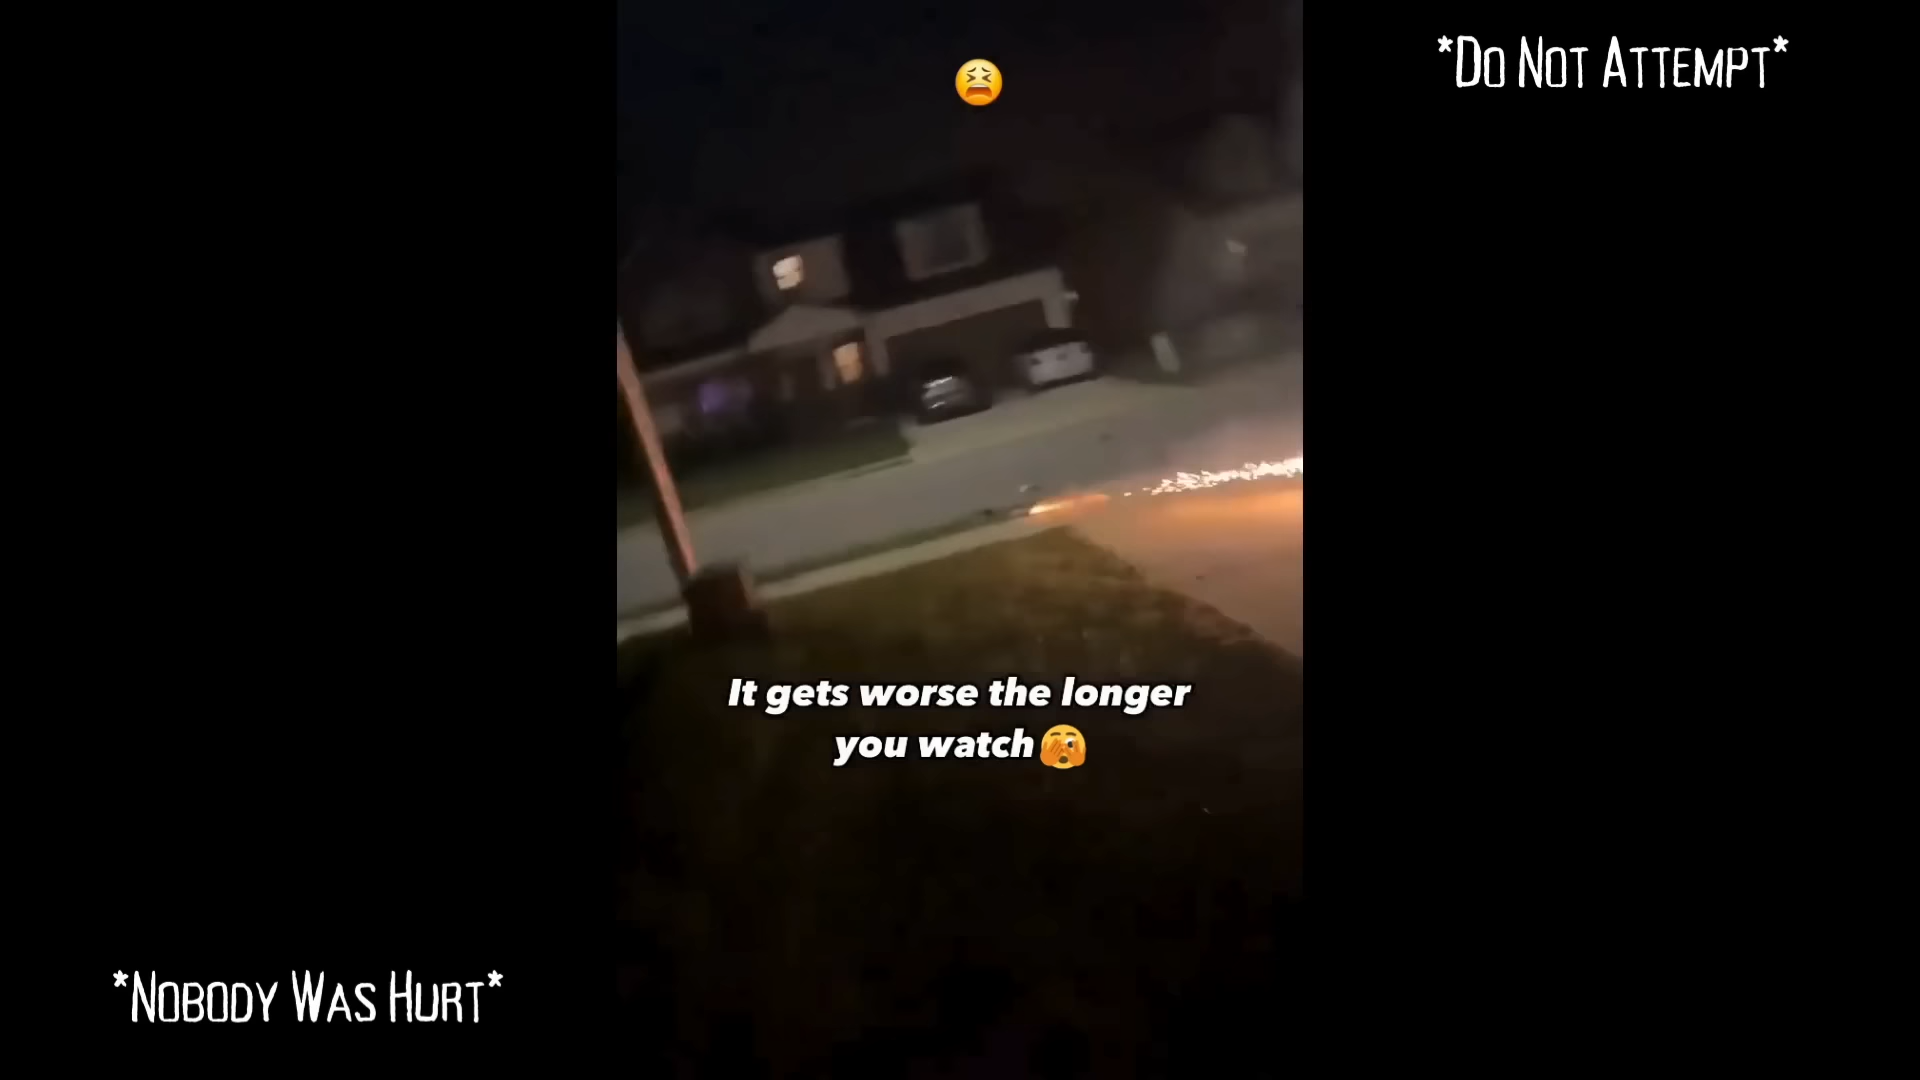 *Do Not Attempt*
It gets worse the longer
you watch
*Nobody Was Hurt*